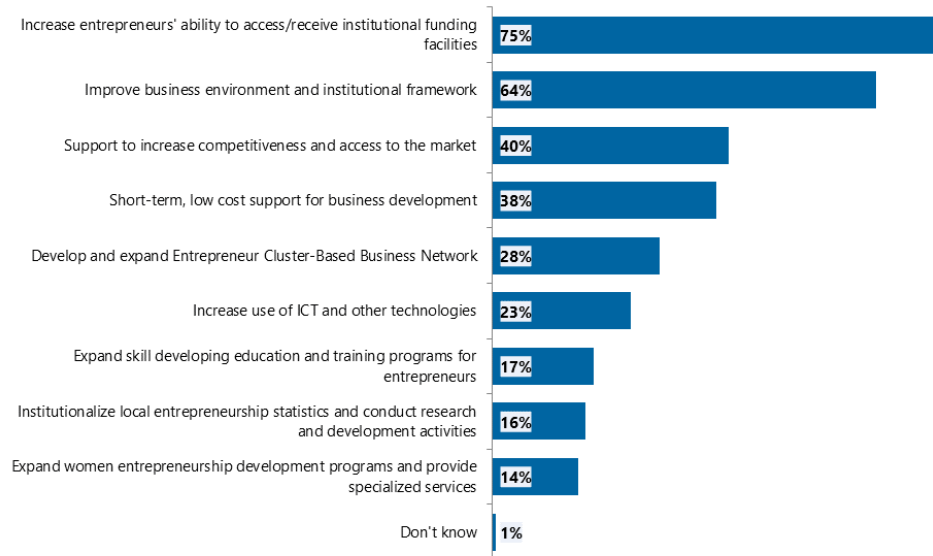 Increase entrepreneurs' ability to access/receive institutional funding
facilities
75%
Improve business environment and institutional framework
64%
Support to increase competitiveness and access to the market
40%
Short-term, low cost support for business development
38%
Develop and expand Entrepreneur Cluster-Based Business Network
28%
Increase use of ICT and other technologies
23%
Expand skill developing education and training programs for
entrepreneurs
17%
Institutionalize local entrepreneurship statistics and conduct research
and development activities
16%
Expand women entrepreneurship development programs and provide
specialized services
14%
Don't know
1%